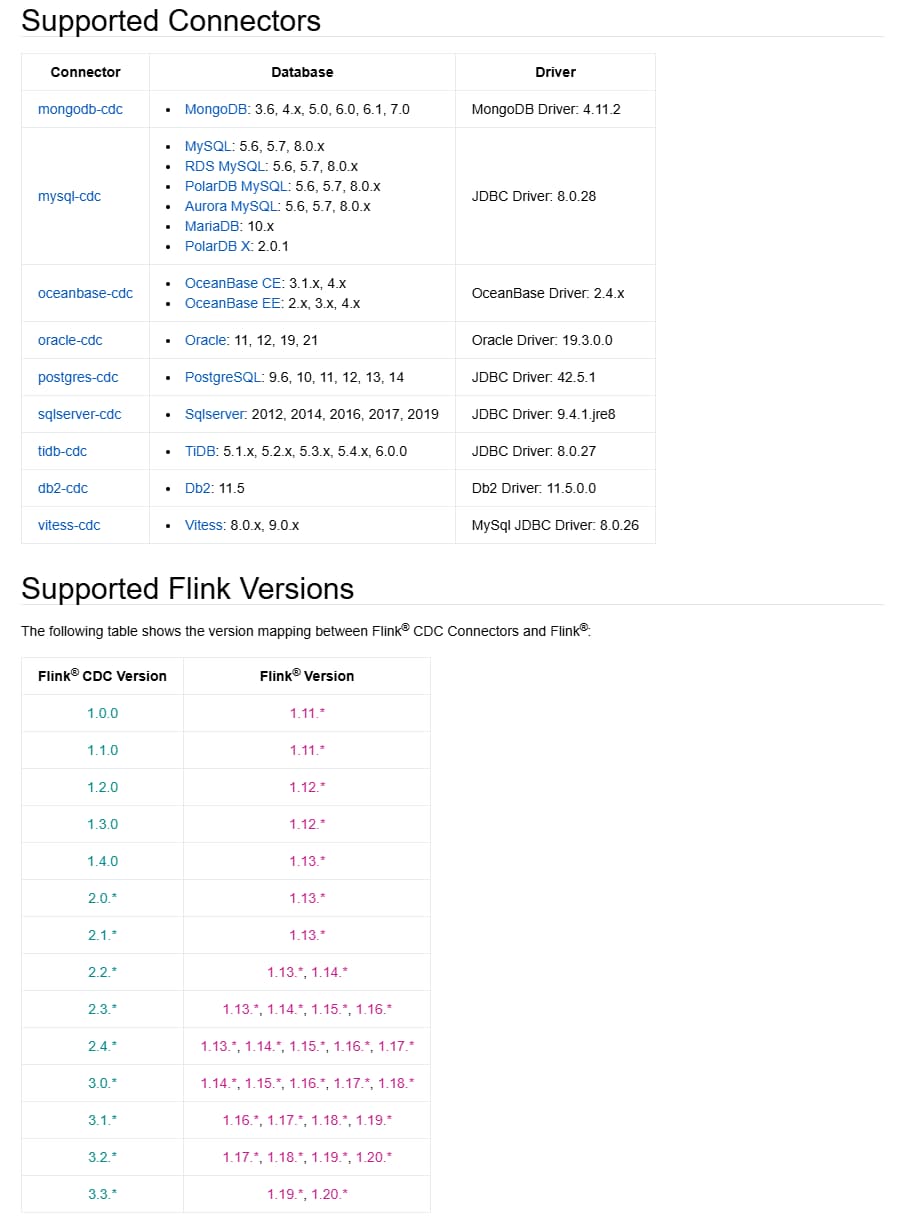 Supported Connectors
Connector Database Driver
mongodb-cdc • MongoDB: 3.6, 4.x, 5.0, 6.0, 6.1, 7.0 MongoDB Driver: 4.11.2
mysql-cdc
• MySQL: 5.6, 5.7, 8.0.x
• RDS MySQL: 5.6, 5.7, 8.0.x
• PolarDB MySQL: 5.6, 5.7, 8.0.x
• Aurora MySQL: 5.6, 5.7, 8.0.x
• MariaDB: 10.x
• PolarDB X: 2.0.1
JDBC Driver: 8.0.28
oceanbase-cdc
• OceanBase CE: 3.1.x, 4.x
• OceanBase EE: 2.x, 3.x, 4.x
OceanBase Driver: 2.4.x
oracle-cdc • Oracle: 11, 12, 19, 21 Oracle Driver: 19.3.0.0
postgres-cdc • PostgreSQL: 9.6, 10, 11, 12, 13, 14 JDBC Driver: 42.5.1
sqlserver-cdc • Sqlserver: 2012, 2014, 2016, 2017, 2019 JDBC Driver: 9.4.1.jre8
tidb-cdc • TiDB: 5.1.x, 5.2.x, 5.3.x, 5.4.x, 6.0.0 JDBC Driver: 8.0.27
db2-cdc • Db2: 11.5 Db2 Driver: 11.5.0.0
vitess-cdc • Vitess: 8.0.x, 9.0.x MySql JDBC Driver: 8.0.26
Supported Flink Versions
The following table shows the version mapping between Flink® CDC Connectors and Flink®:
Flink® CDC Version Flink® Version
1.0.0 1.11.*
1.1.0 1.11.*
1.2.0 1.12.*
1.3.0 1.12.*
1.4.0 1.13.*
2.0.* 1.13.*
2.1.* 1.13.*
2.2.* 1.13.*, 1.14.*
2.3.* 1.13.*, 1.14.*, 1.15.*, 1.16.*
2.4.* 1.13.*, 1.14.*, 1.15.*, 1.16.*, 1.17.*
3.0.* 1.14.*, 1.15.*, 1.16.*, 1.17.*, 1.18.*
3.1.* 1.16.*, 1.17.*, 1.18.*, 1.19.*
3.2.* 1.17.*, 1.18.*, 1.19.*, 1.20.*
3.3.* 1.19.*, 1.20.*